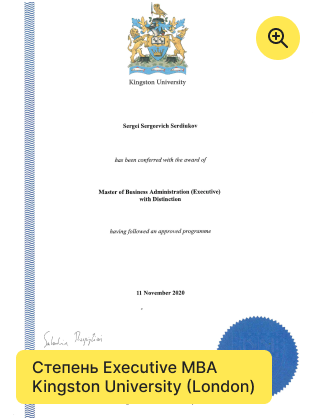 Kingston University
Sergei Sergeevich Serdiukov
has been conferred with the award of
Master of Business Administration (Executive)
with Distinction
having followed an approved programme
11 November 2020
Степень Executive MBA
Kingston University (London)